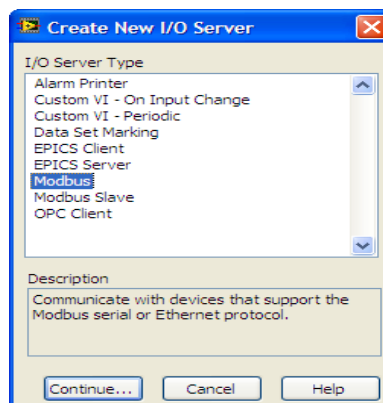 Create New I/O Server
I/O Server Type
Alarm Printer
Custom VI - On Input Change
Custom VI - Periodic
Data Set Marking
EPICS Client
EPICS Server
Modbus
Modbus Slave
OPC Client
Description
Communicate with devices that support the
Modbus serial or Ethernet protocol.
Continue... Cancel Help